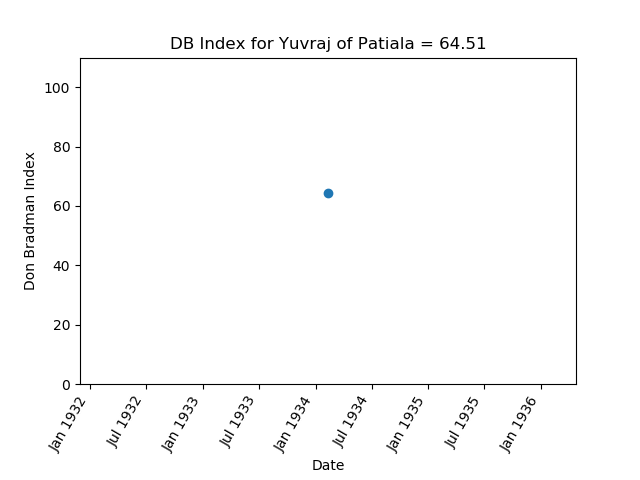 DB Index for Yuvraj of Patiala = 64.51
Don Bradman Index
100
80
60
40
20
0
Jan 1932
Jul 1932
Jan 1933
Jul 1933
Jan 1934
Jul 1934
Jan 1935
Jul 1935
Jan 1936
Date